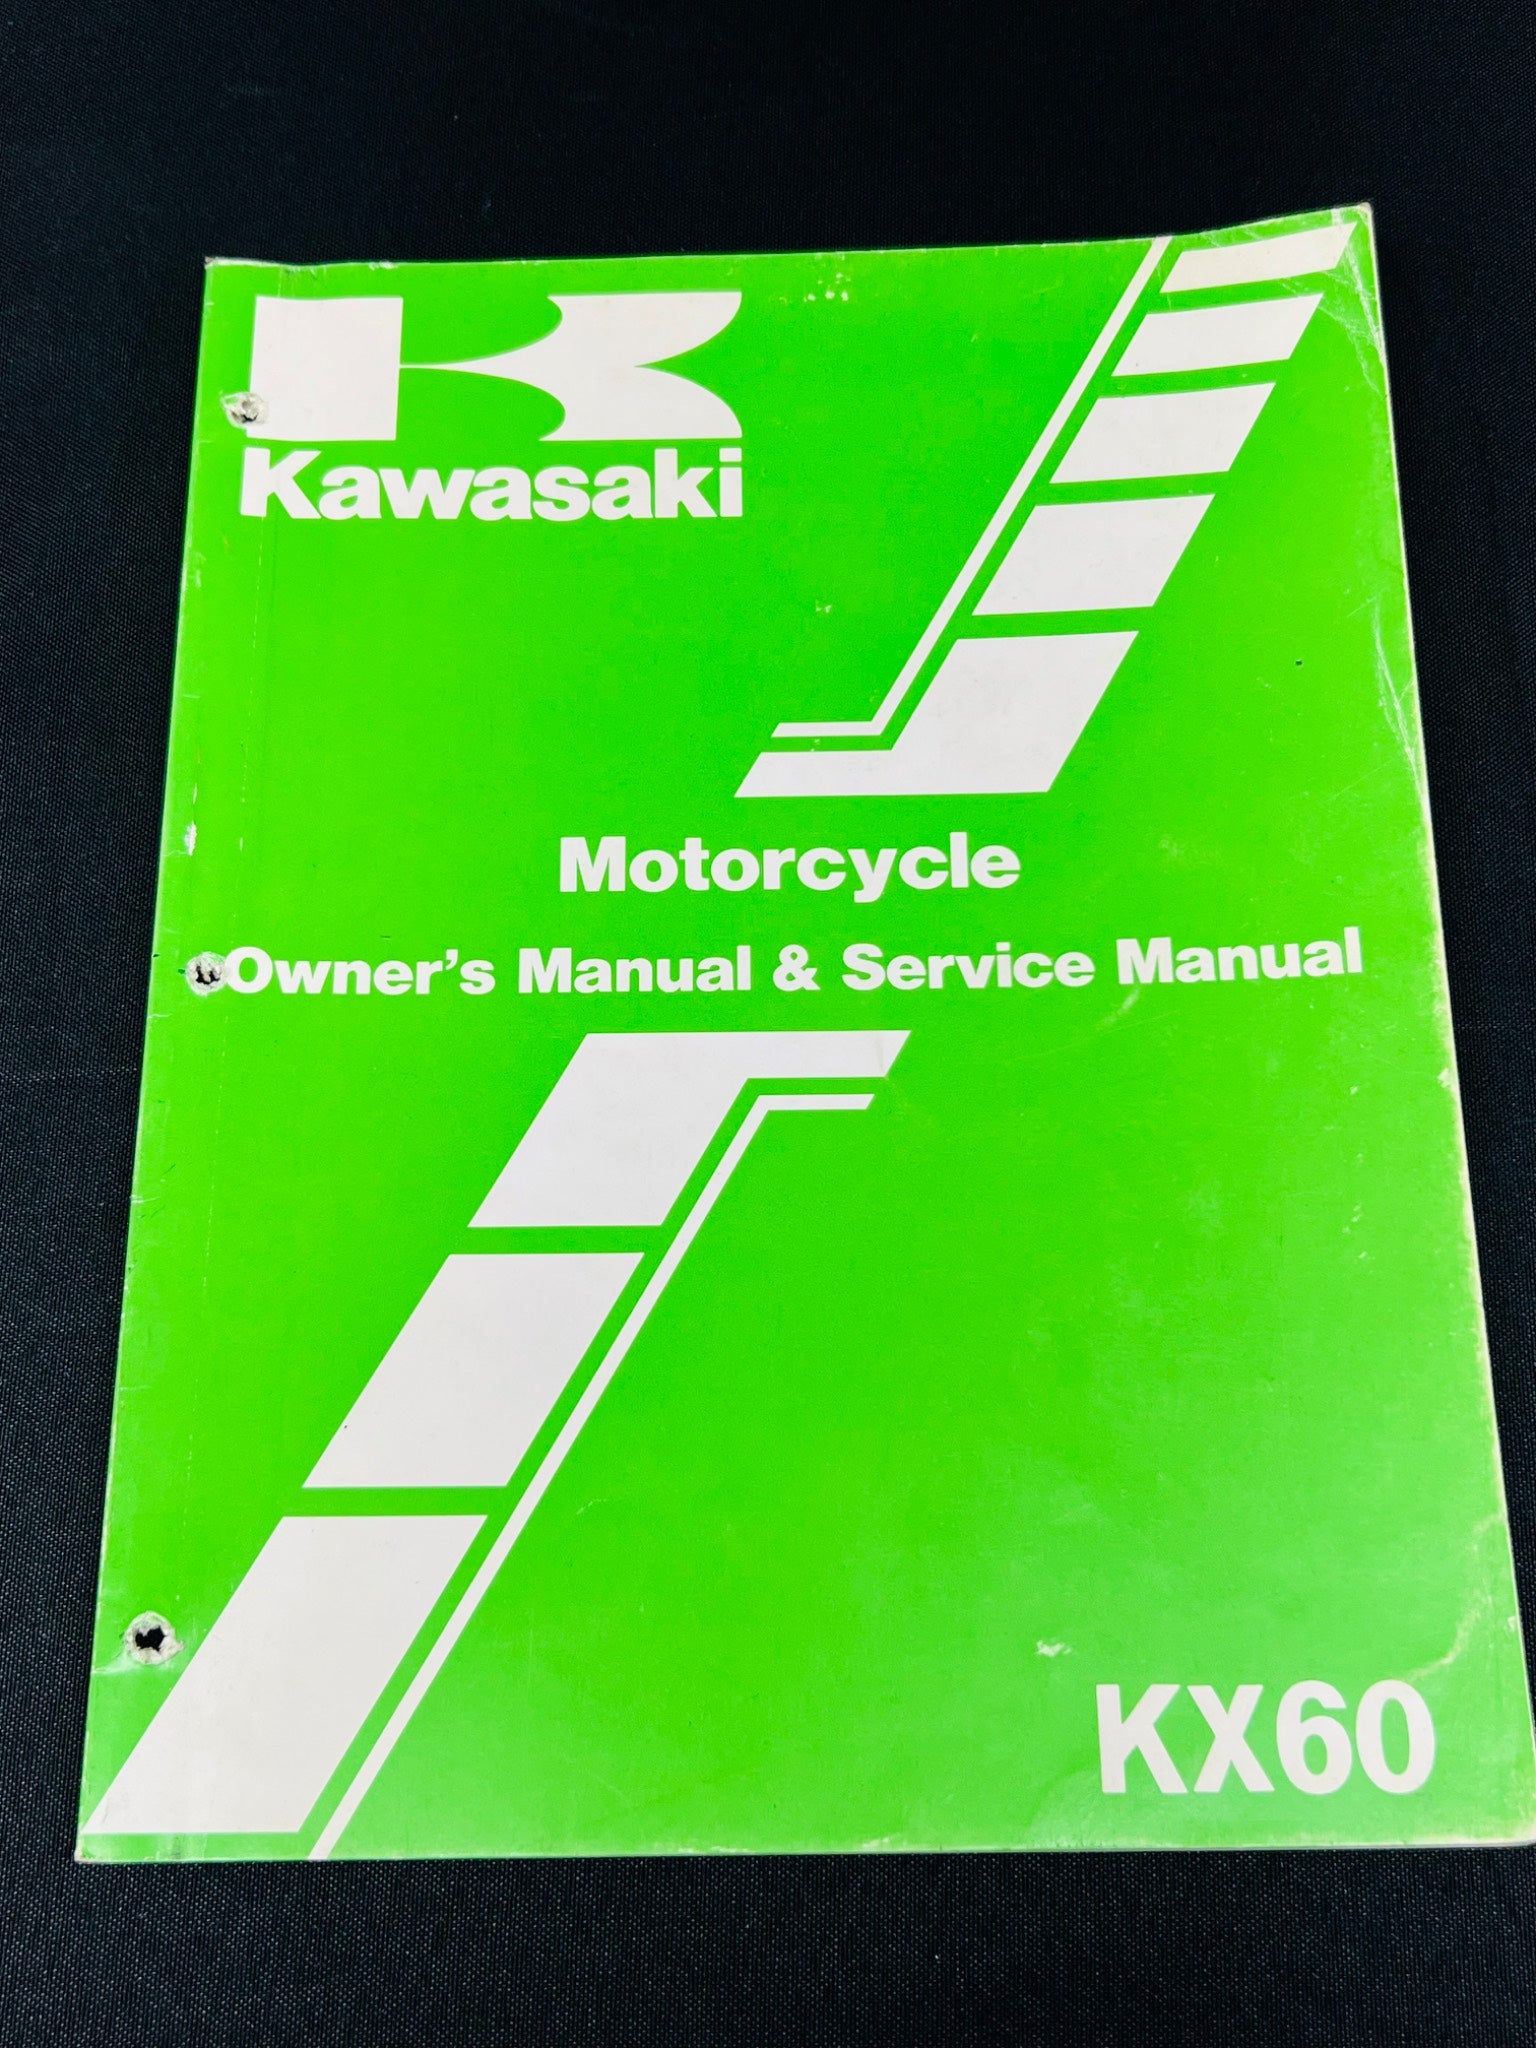 Kawasaki
Motorcycle
Owner's Manual & Service Manual
KX60